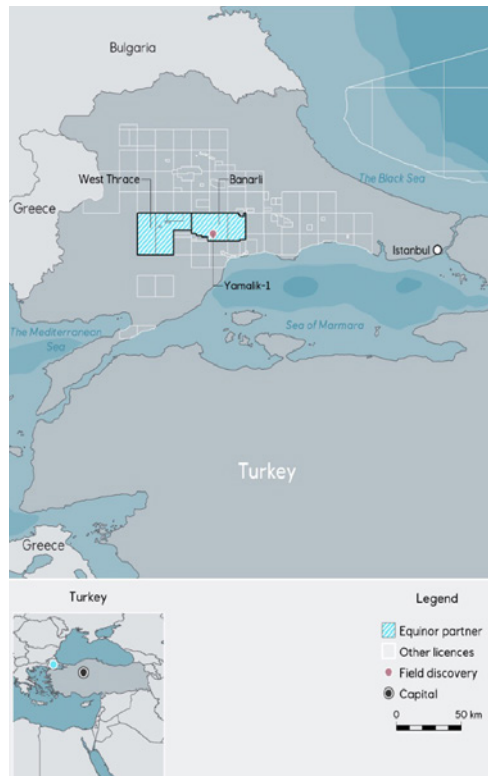 Bulgaria
West Thrace
Banarli
The Black Sea
Greece
Istanbul
Yamalik-1
The Mediterranean
Sea
Sea of Marmara
Turkey
Greece
Turkey
Legend
Equinor partner
Other licences
Field discovery
Capital
0 50 km